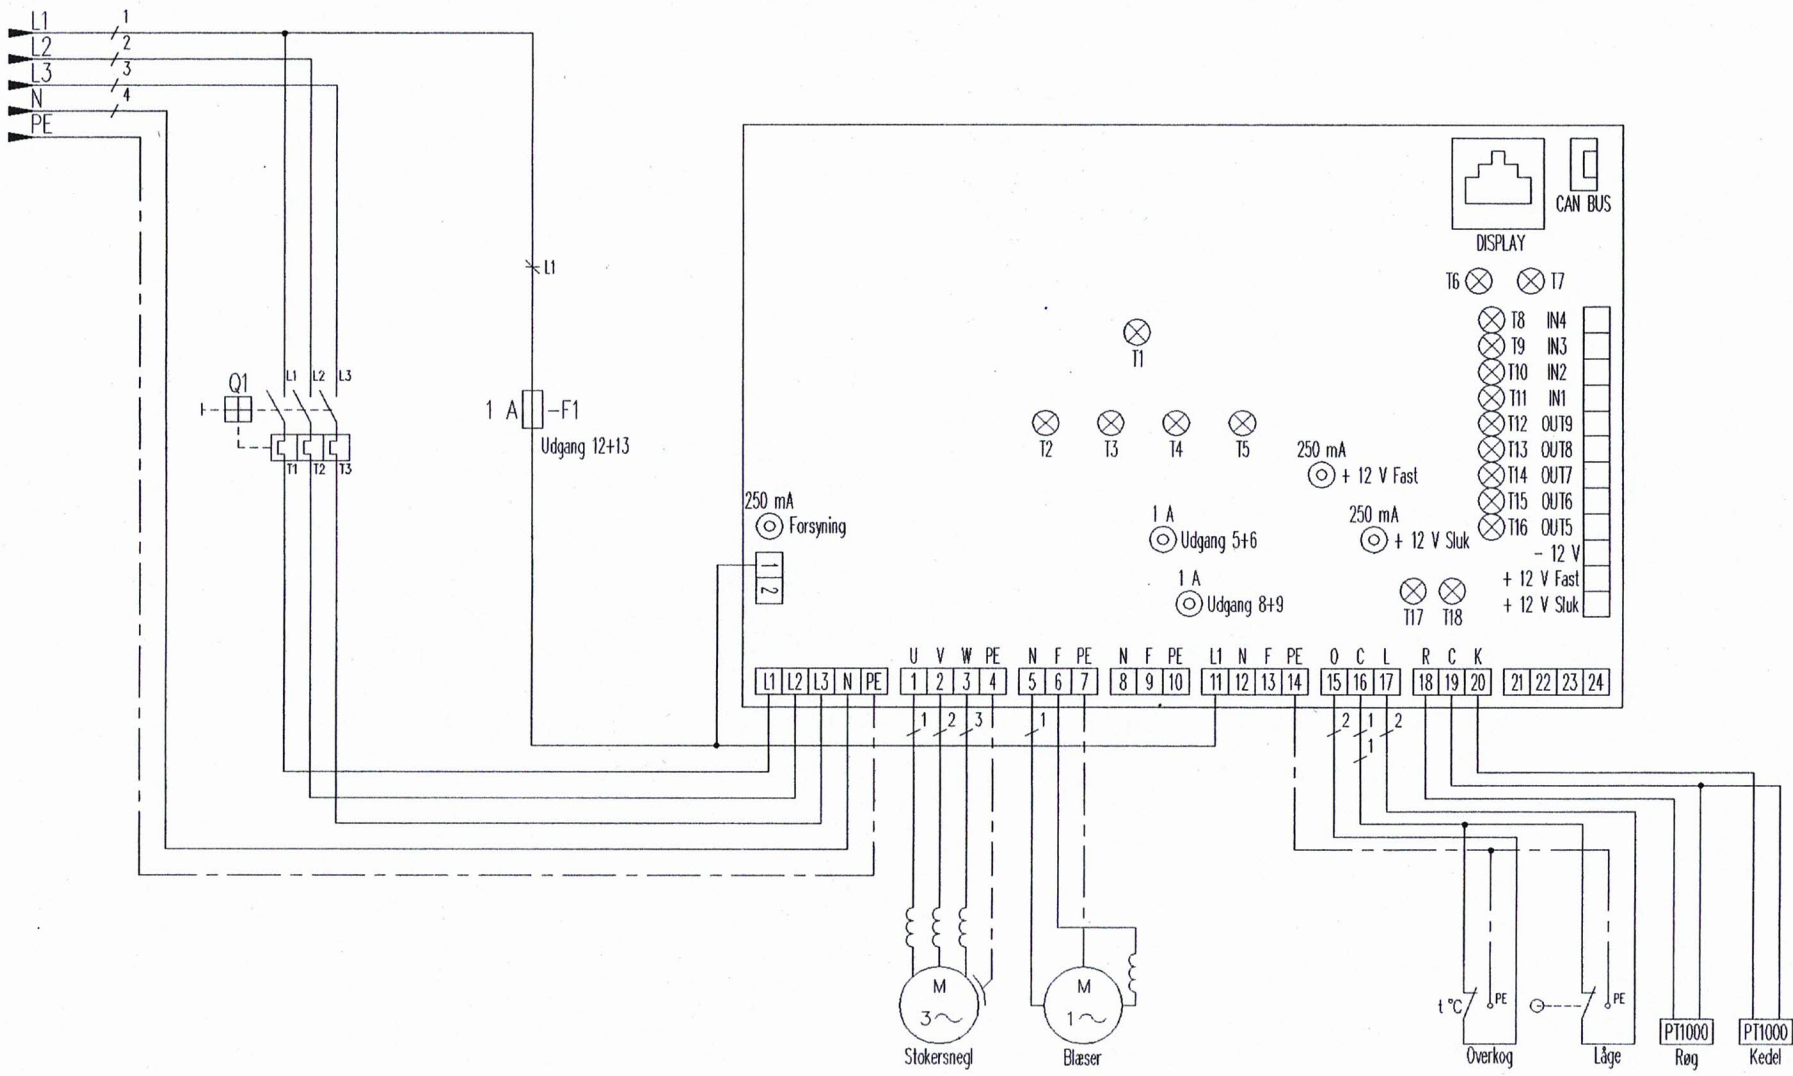 L1 1
L2 2
L3 3
N 4
PE
CAN BUS
DISPLAY
L1
T6 T7
T8 IN4
T9 IN3
T10 IN2
T11 IN1
T12 OUT9
T13 OUT8
T14 OUT7
T15 OUT6
T16 OUT5
- 12 V
+ 12 V Fast
+ 12 V Sluk
T1
T2 T3 T4 T5
Q1 L1 L2 L3
T1 T2 T3
1 A -F1
Udgang 12+13
250 mA
+ 12 V Fast
250 mA
+ 12 V Sluk
250 mA
Forsyning
1 A
Udgang 5+6
1 A
Udgang 8+9
T17 T18
1
2
U V W PE N F PE N F PE L1 N F PE O C L R C K
L1 L2 L3 N PE 1 2 3 4 5 6 7 8 9 10 11 12 13 14 15 16 17 18 19 20 21 22 23 24
1 2 3 1 2 1 2
1
M
3~
Stokersnegl
M
1~
Blæser
t °C PE
Overkog
PE
Låge
PT1000
Røg
PT1000
Kedel